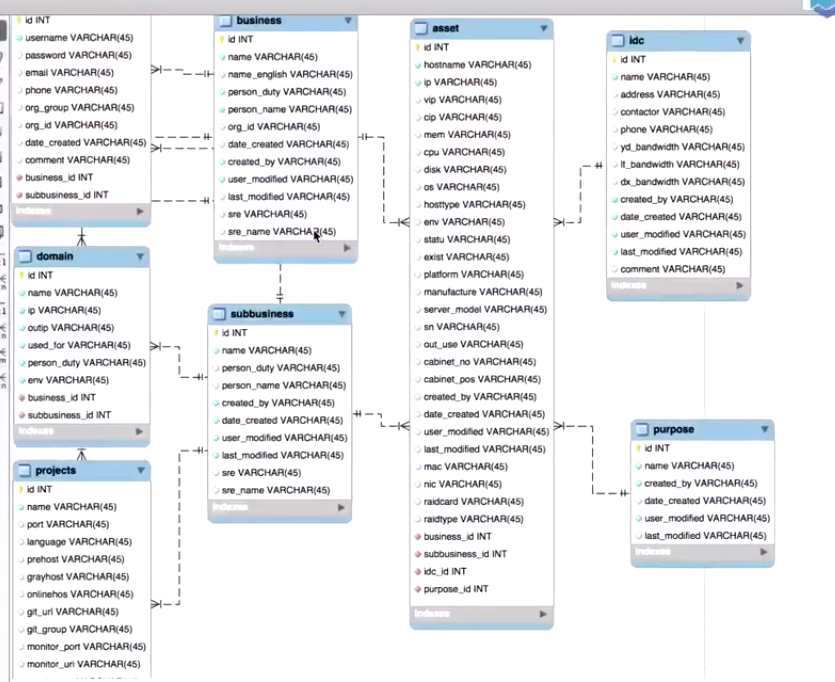 id INT
username VARCHAR(45)
password VARCHAR(45)
email VARCHAR(45)
phone VARCHAR(45)
org_group VARCHAR(45)
org_id VARCHAR(45)
date_created VARCHAR(45)
comment VARCHAR(45)
business_id INT
subbusiness_id INT
Indexes
domain
id INT
name VARCHAR(45)
ip VARCHAR(45)
outip VARCHAR(45)
used_for VARCHAR(45)
person_duty VARCHAR(45)
env VARCHAR(45)
business_id INT
subbusiness_id INT
Indexes
projects
id INT
name VARCHAR(45)
port VARCHAR(45)
language VARCHAR(45)
prehost VARCHAR(45)
grayhost VARCHAR(45)
onlinehos VARCHAR(45)
git_url VARCHAR(45)
git_group VARCHAR(45)
monitor_port VARCHAR(45)
monitor_uri VARCHAR(45)
business
id INT
name VARCHAR(45)
name_english VARCHAR(45)
person_duty VARCHAR(45)
person_name VARCHAR(45)
org_id VARCHAR(45)
date_created VARCHAR(45)
created_by VARCHAR(45)
user_modified VARCHAR(45)
last_modified VARCHAR(45)
sre VARCHAR(45)
sre_name VARCHAR(45)
Indexes
subbusiness
id INT
name VARCHAR(45)
person_duty VARCHAR(45)
person_name VARCHAR(45)
created_by VARCHAR(45)
date_created VARCHAR(45)
user_modified VARCHAR(45)
last_modified VARCHAR(45)
sre VARCHAR(45)
sre_name VARCHAR(45)
Indexes
asset
id INT
hostname VARCHAR(45)
ip VARCHAR(45)
vip VARCHAR(45)
cip VARCHAR(45)
mem VARCHAR(45)
cpu VARCHAR(45)
disk VARCHAR(45)
os VARCHAR(45)
hosttype VARCHAR(45)
env VARCHAR(45)
statu VARCHAR(45)
exist VARCHAR(45)
platform VARCHAR(45)
manufacture VARCHAR(45)
server_model VARCHAR(45)
sn VARCHAR(45)
out_use VARCHAR(45)
cabinet_no VARCHAR(45)
cabinet_pos VARCHAR(45)
created_by VARCHAR(45)
date_created VARCHAR(45)
user_modified VARCHAR(45)
last_modified VARCHAR(45)
mac VARCHAR(45)
nic VARCHAR(45)
raidcard VARCHAR(45)
raidtype VARCHAR(45)
business_id INT
subbusiness_id INT
idc_id INT
purpose_id INT
Indexes
idc
id INT
name VARCHAR(45)
address VARCHAR(45)
contactor VARCHAR(45)
phone VARCHAR(45)
yd_bandwidth VARCHAR(45)
lt_bandwidth VARCHAR(45)
dx_bandwidth VARCHAR(45)
created_by VARCHAR(45)
date_created VARCHAR(45)
user_modified VARCHAR(45)
last_modified VARCHAR(45)
comment VARCHAR(45)
Indexes
purpose
id INT
name VARCHAR(45)
created_by VARCHAR(45)
date_created VARCHAR(45)
user_modified VARCHAR(45)
last_modified VARCHAR(45)
Indexes